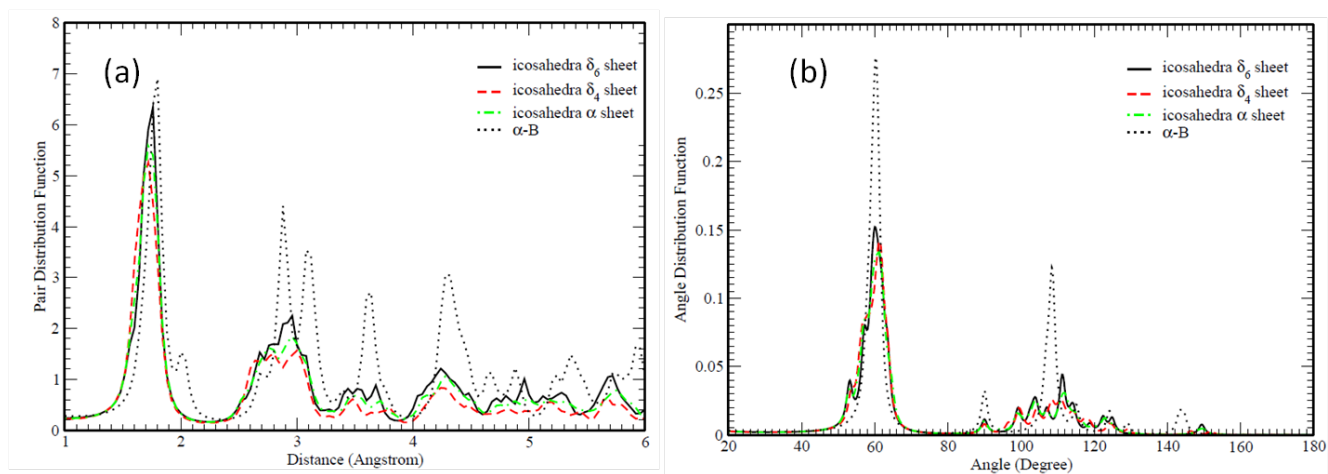 (a)
icosahedra δ6 sheet
icosahedra δ4 sheet
icosahedra α sheet
α-B
Pair Distribution Function
8
7
6
5
4
3
2
1
0
1 2 3 4 5 6
Distance (Angstrom)
(b)
icosahedra δ6 sheet
icosahedra δ4 sheet
icosahedra α sheet
α-B
Angle Distribution Function
0.25
0.2
0.15
0.1
0.05
0
20 40 60 80 100 120 140 160 180
Angle (Degree)